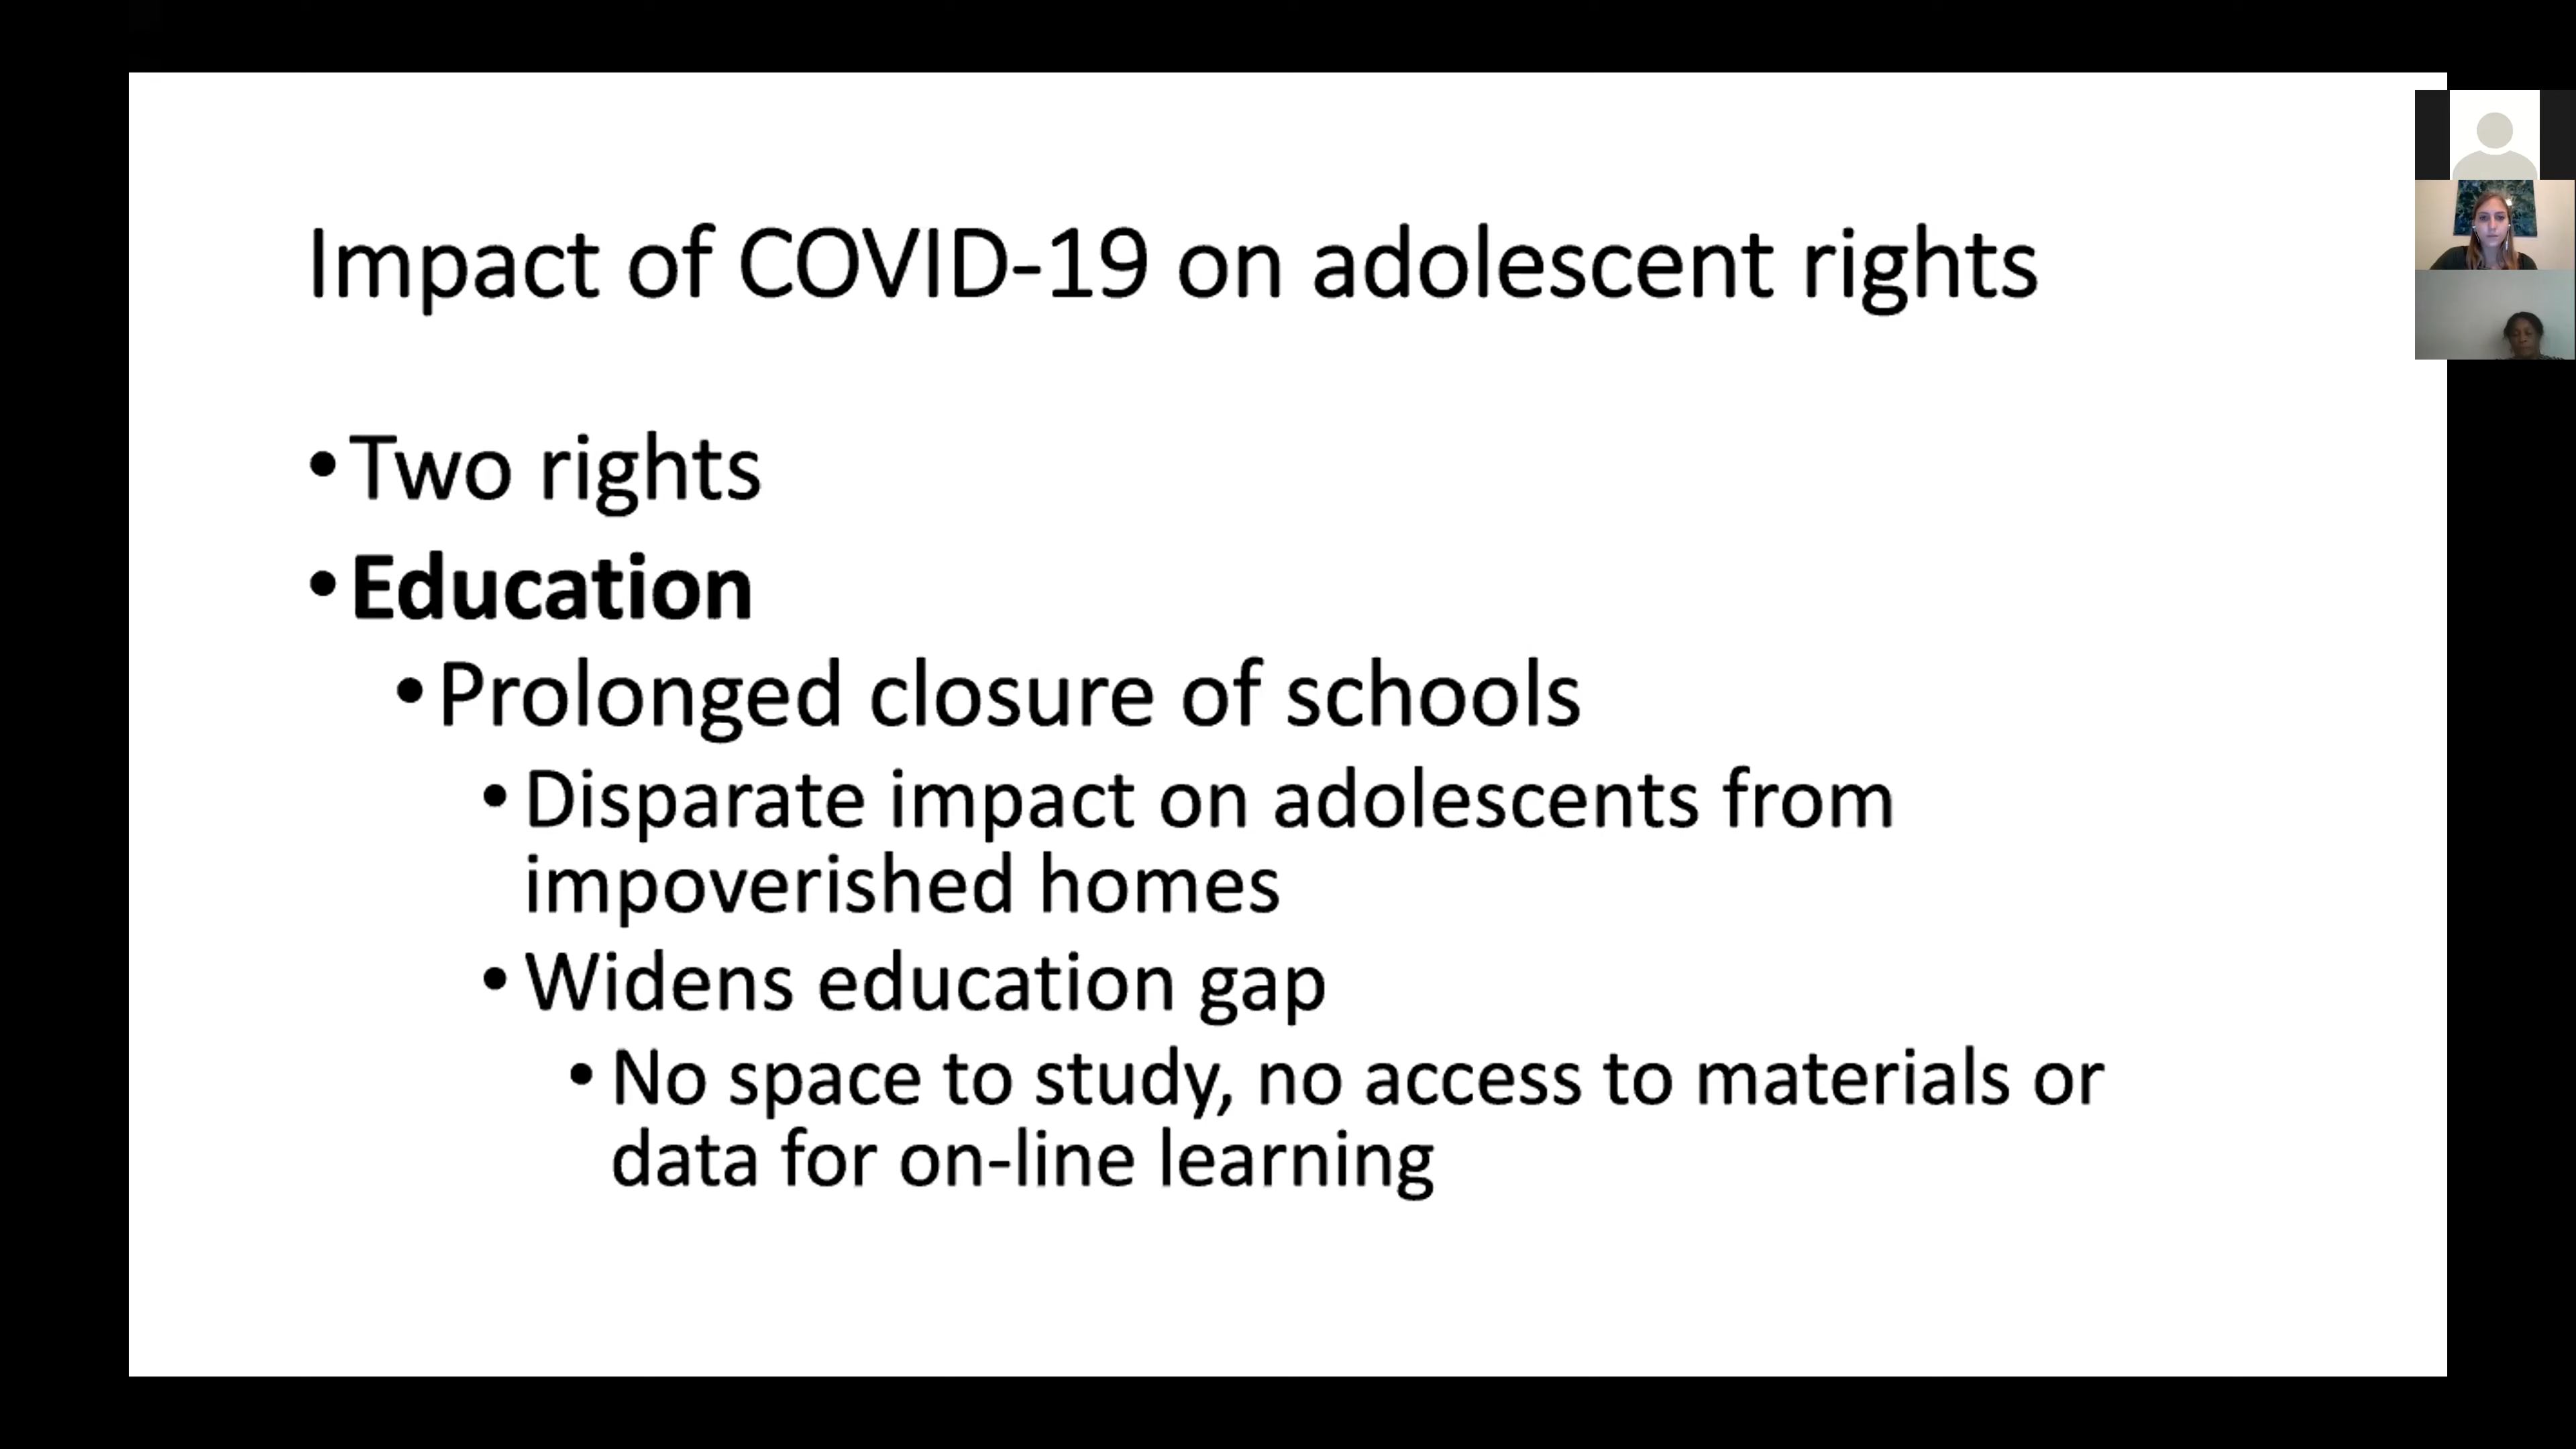 Impact of COVID-19 on adolescent rights
• Two rights
• Education
• Prolonged closure of schools
• Disparate impact on adolescents from
impoverished homes
• Widens education gap
• No space to study, no access to materials or
data for on-line learning